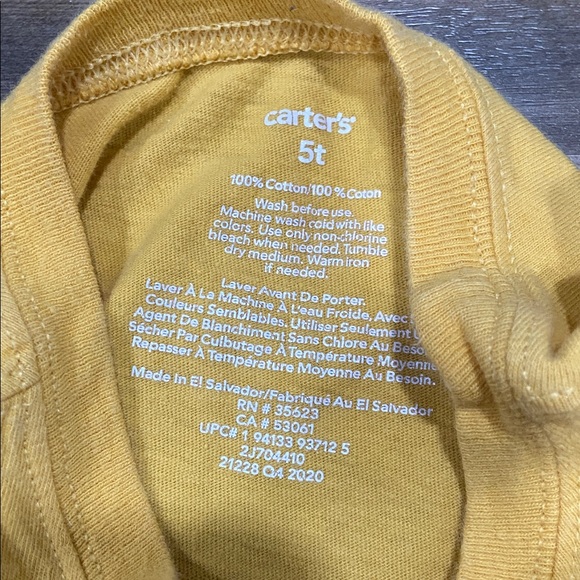 carter's
5t
100% Cotton/100% Coton
Wash before use.
Machine wash cold with like
colors. Use only non-chlorine
bleach when needed. Tumble
dry medium. Warm iron
if needed.
Laver Avant De Porter.
Laver À La Machine À L'eau Froide, Avec
Couleurs Semblables. Utiliser Seulement
Agent De Blanchiment Sans Chlore Au
Sécher Par Culbutage À Température Moyenne
Repasser À Température Moyenne Au Besoin.
Made In El Salvador/Fabriqué Au El Salvador
RN # 35623
CA # 53061
UPC# 1 94133 93712 5
2J704410
21228 Q4 2020